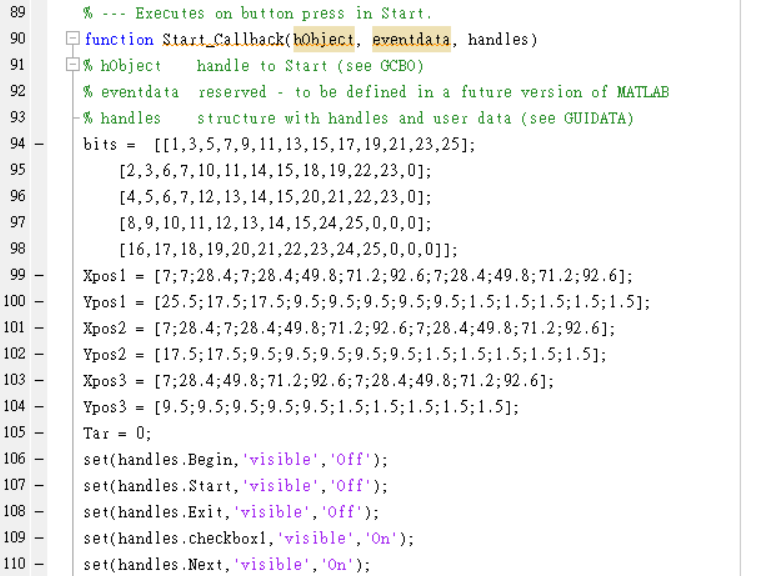 89 % --- Executes on button press in Start.
90 function Start_Callback(hObject, eventdata, handles)
91 % hObject    handle to Start (see GCBO)
92 % eventdata  reserved - to be defined in a future version of MATLAB
93 % handles    structure with handles and user data (see GUIDATA)
94 – bits =  [[1,3,5,7,9,11,13,15,17,19,21,23,25];
95 [2,3,6,7,10,11,14,15,18,19,22,23,0];
96 [4,5,6,7,12,13,14,15,20,21,22,23,0];
97 [8,9,10,11,12,13,14,15,24,25,0,0,0];
98 [16,17,18,19,20,21,22,23,24,25,0,0,0]];
99 – Xpos1 = [7;7;28.4;7;28.4;49.8;71.2;92.6;7;28.4;49.8;71.2;92.6];
100 – Ypos1 = [25.5;17.5;17.5;9.5;9.5;9.5;9.5;9.5;1.5;1.5;1.5;1.5;1.5];
101 – Xpos2 = [7;28.4;7;28.4;49.8;71.2;92.6;7;28.4;49.8;71.2;92.6];
102 – Ypos2 = [17.5;17.5;9.5;9.5;9.5;9.5;9.5;1.5;1.5;1.5;1.5;1.5];
103 – Xpos3 = [7;28.4;49.8;71.2;92.6;7;28.4;49.8;71.2;92.6];
104 – Ypos3 = [9.5;9.5;9.5;9.5;9.5;1.5;1.5;1.5;1.5;1.5];
105 – Tar = 0;
106 – set(handles.Begin,'visible','Off');
107 – set(handles.Start,'visible','Off');
108 – set(handles.Exit,'visible','Off');
109 – set(handles.checkbox1,'visible','On');
110 – set(handles.Next,'visible','On');